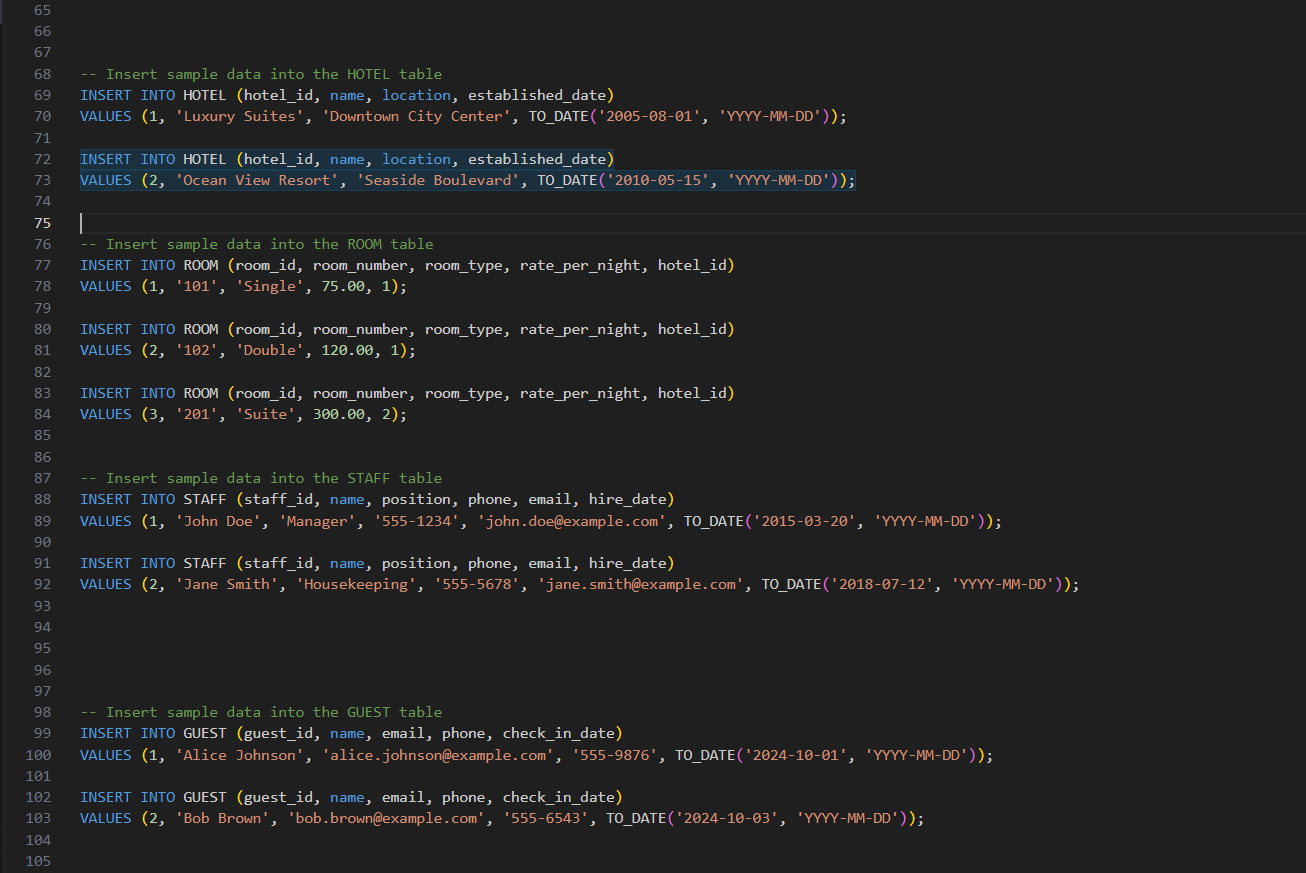 65
66
67
68 -- Insert sample data into the HOTEL table
69 INSERT INTO HOTEL (hotel_id, name, location, established_date)
70 VALUES (1, 'Luxury Suites', 'Downtown City Center', TO_DATE('2005-08-01', 'YYYY-MM-DD'));
71
72 INSERT INTO HOTEL (hotel_id, name, location, established_date)
73 VALUES (2, 'Ocean View Resort', 'Seaside Boulevard', TO_DATE('2010-05-15', 'YYYY-MM-DD'));
74
75
76 -- Insert sample data into the ROOM table
77 INSERT INTO ROOM (room_id, room_number, room_type, rate_per_night, hotel_id)
78 VALUES (1, '101', 'Single', 75.00, 1);
79
80 INSERT INTO ROOM (room_id, room_number, room_type, rate_per_night, hotel_id)
81 VALUES (2, '102', 'Double', 120.00, 1);
82
83 INSERT INTO ROOM (room_id, room_number, room_type, rate_per_night, hotel_id)
84 VALUES (3, '201', 'Suite', 300.00, 2);
85
86
87 -- Insert sample data into the STAFF table
88 INSERT INTO STAFF (staff_id, name, position, phone, email, hire_date)
89 VALUES (1, 'John Doe', 'Manager', '555-1234', 'john.doe@example.com', TO_DATE('2015-03-20', 'YYYY-MM-DD'));
90
91 INSERT INTO STAFF (staff_id, name, position, phone, email, hire_date)
92 VALUES (2, 'Jane Smith', 'Housekeeping', '555-5678', 'jane.smith@example.com', TO_DATE('2018-07-12', 'YYYY-MM-DD'));
93
94
95
96
97
98 -- Insert sample data into the GUEST table
99 INSERT INTO GUEST (guest_id, name, email, phone, check_in_date)
100 VALUES (1, 'Alice Johnson', 'alice.johnson@example.com', '555-9876', TO_DATE('2024-10-01', 'YYYY-MM-DD'));
101
102 INSERT INTO GUEST (guest_id, name, email, phone, check_in_date)
103 VALUES (2, 'Bob Brown', 'bob.brown@example.com', '555-6543', TO_DATE('2024-10-03', 'YYYY-MM-DD'));
104
105